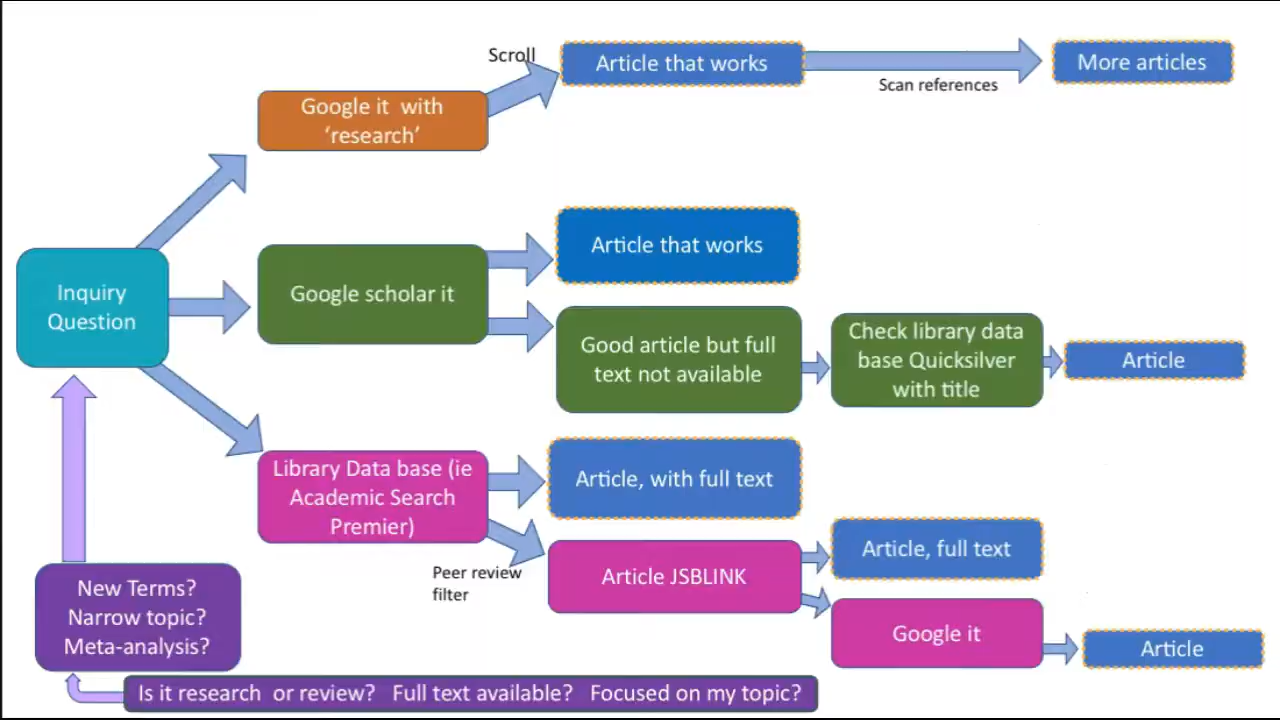 Scroll
Article that works
More articles
Scan references
Google it  with
‘research’
Article that works
Inquiry
Question
Google scholar it
Good article but full
text not available
Check library data
base Quicksilver
with title
Article
Library Data base (ie
Academic Search
Premier)
Article, with full text
Peer review
filter
Article JSBLINK
Article, full text
Google it
Article
New Terms?
Narrow topic?
Meta-analysis?
Is it research  or review?   Full text available?   Focused on my topic?